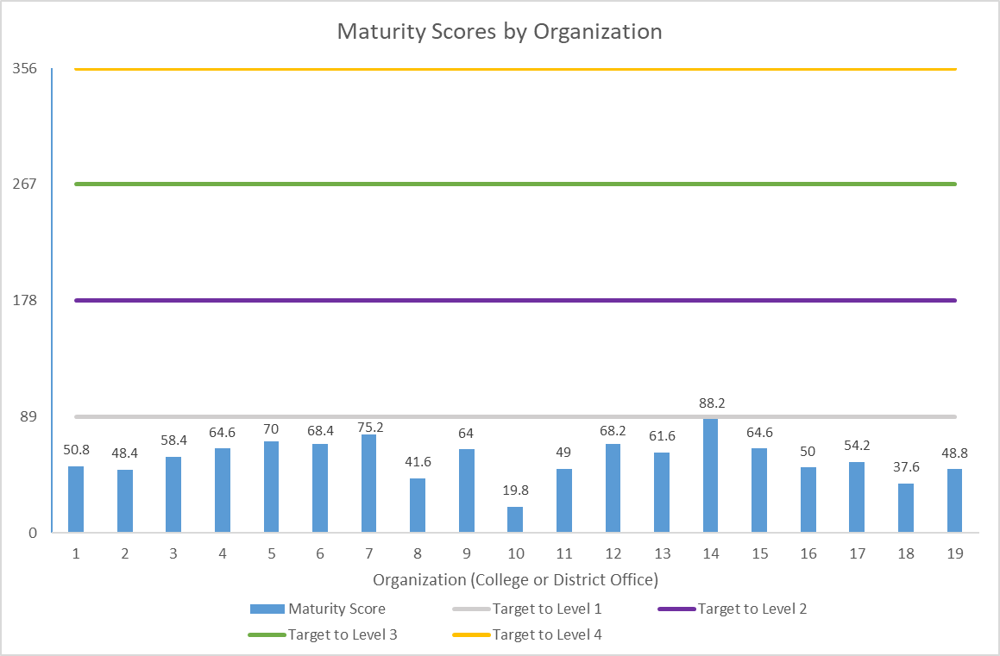 Maturity Scores by Organization
356
267
178
89
0
50.8 48.4 58.4 64.6 70 68.4 75.2 41.6 64 19.8 49 68.2 61.6 88.2 64.6 50 54.2 37.6 48.8
1 2 3 4 5 6 7 8 9 10 11 12 13 14 15 16 17 18 19
Organization (College or District Office)
Maturity Score Target to Level 1 Target to Level 2
Target to Level 3 Target to Level 4